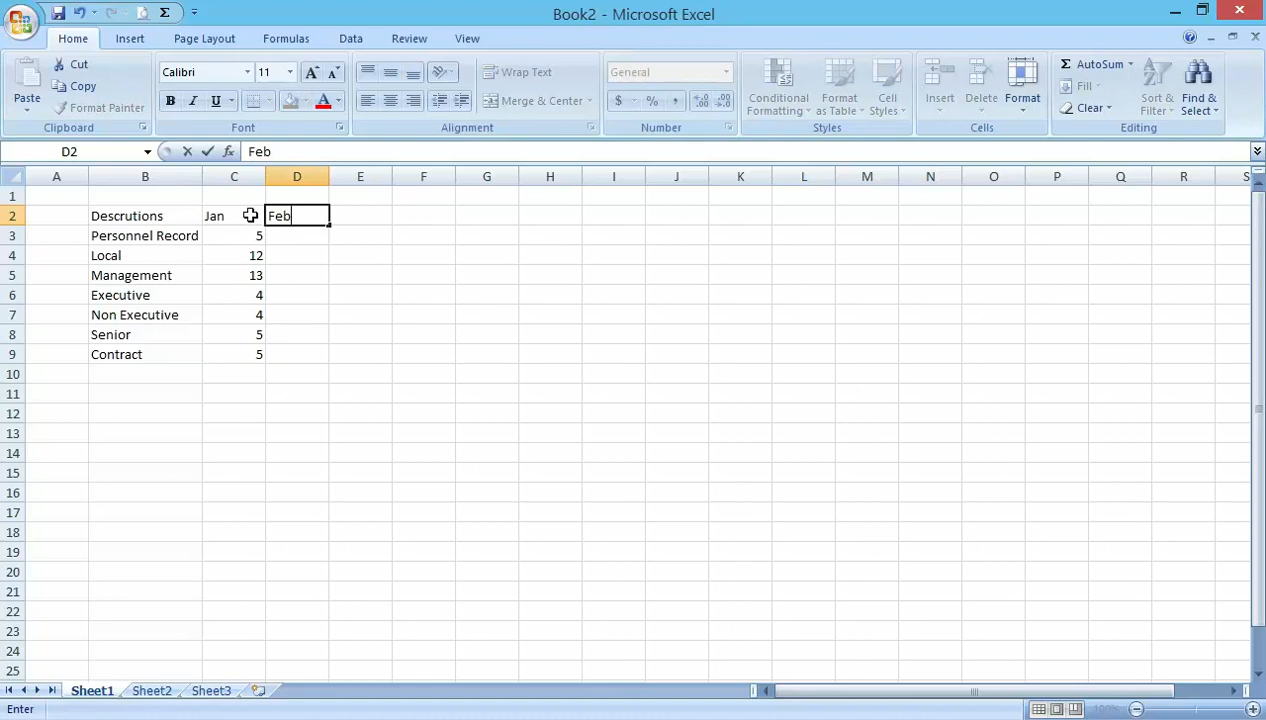 Book2 - Microsoft Excel
Home Insert Page Layout Formulas Data Review View
Paste
Cut
Copy
Format Painter
Clipboard
Calibri 11
B I U
Font
Wrap Text
Merge & Center
Alignment
General
$ % ,
Number
Conditional Formatting
Format as Table
Cell Styles
Styles
Insert Delete Format
Cells
Σ AutoSum
Fill
Clear
Sort & Filter
Find & Select
Editing
D2 fx Feb
A B C D E F G H I J K L M N O P Q R S
1
2 Descrutions Jan Feb
3 Personnel Record 5
4 Local 12
5 Management 13
6 Executive 4
7 Non Executive 4
8 Senior 5
9 Contract 5
10
11
12
13
14
15
16
17
18
19
20
21
22
23
24
25
Sheet1 Sheet2 Sheet3
Enter 100%